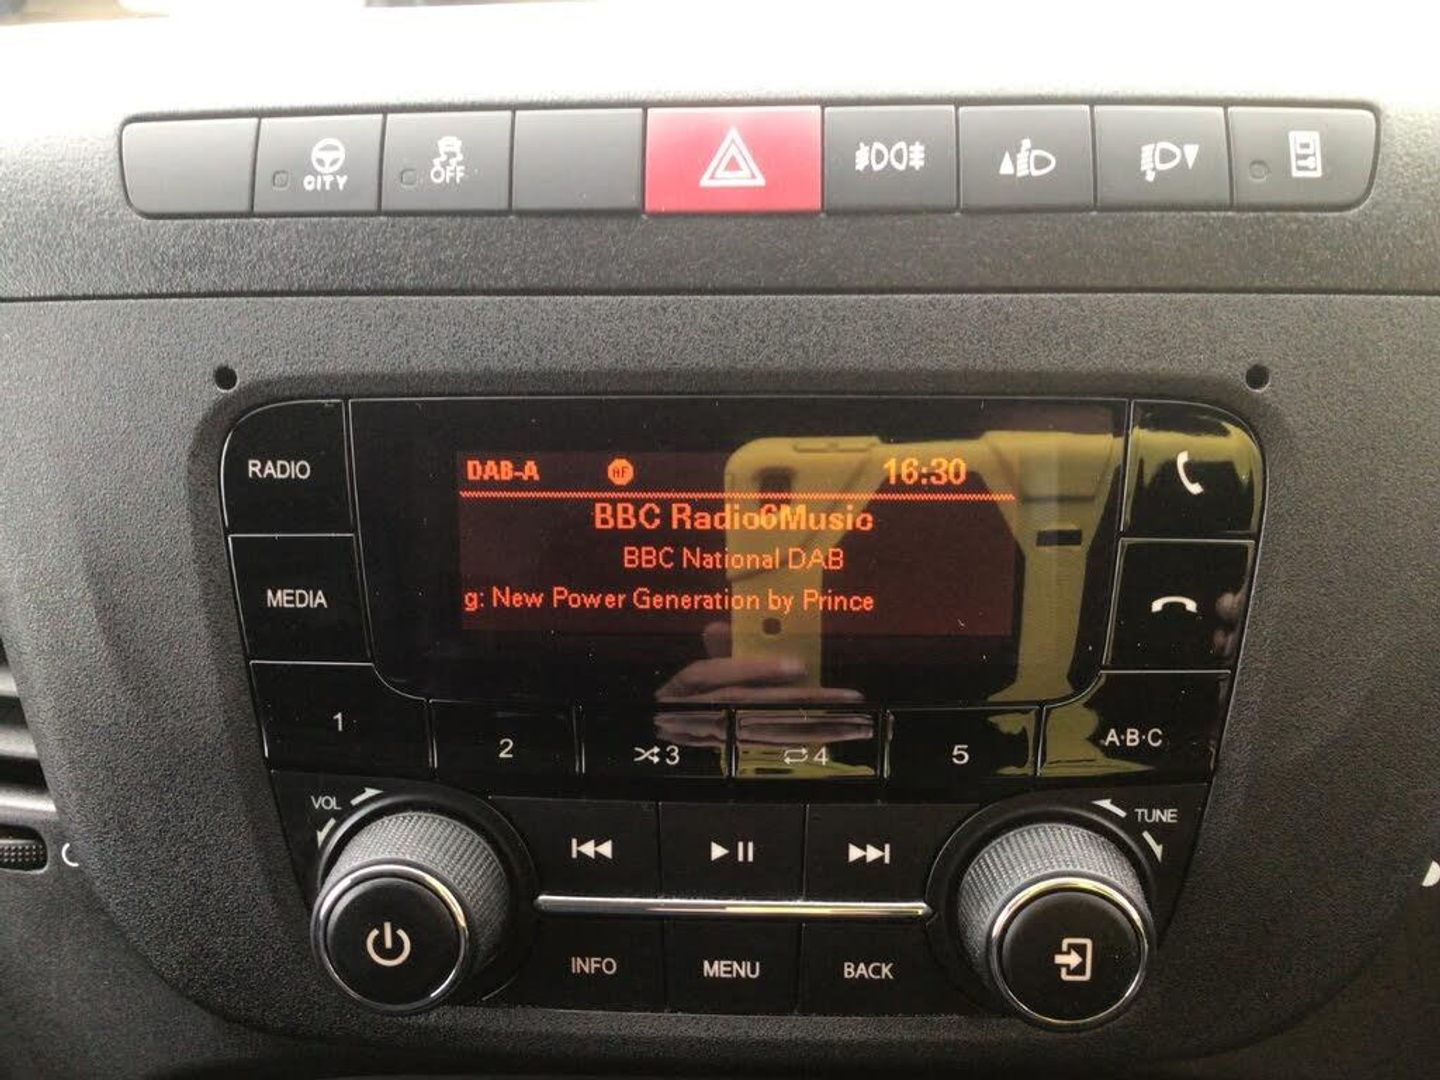 CITY
OFF
RADIO
MEDIA
DAB-A AF 16:30
BBC Radio6Music
BBC National DAB
g: New Power Generation by Prince
1
2
3
4
5
A·B·C
VOL
TUNE
INFO
MENU
BACK